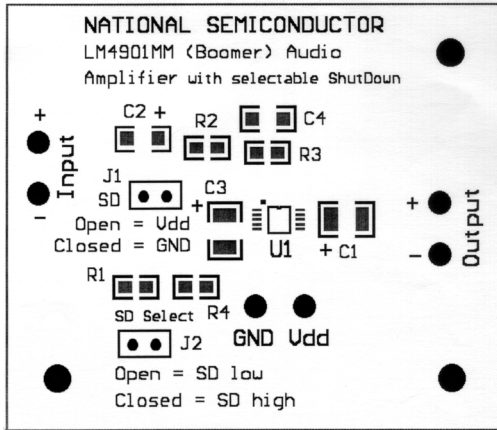 NATIONAL SEMICONDUCTOR
LM4901MM (Boomer) Audio
Amplifier with selectable ShutDown
+
C2 +
R2
C4
R3
Input
-
J1
SD
Open = Vdd
Closed = GND
C3
+
U1
+ C1
+
-
Output
R1
R4
SD Select
J2
GND Vdd
Open = SD low
Closed = SD high